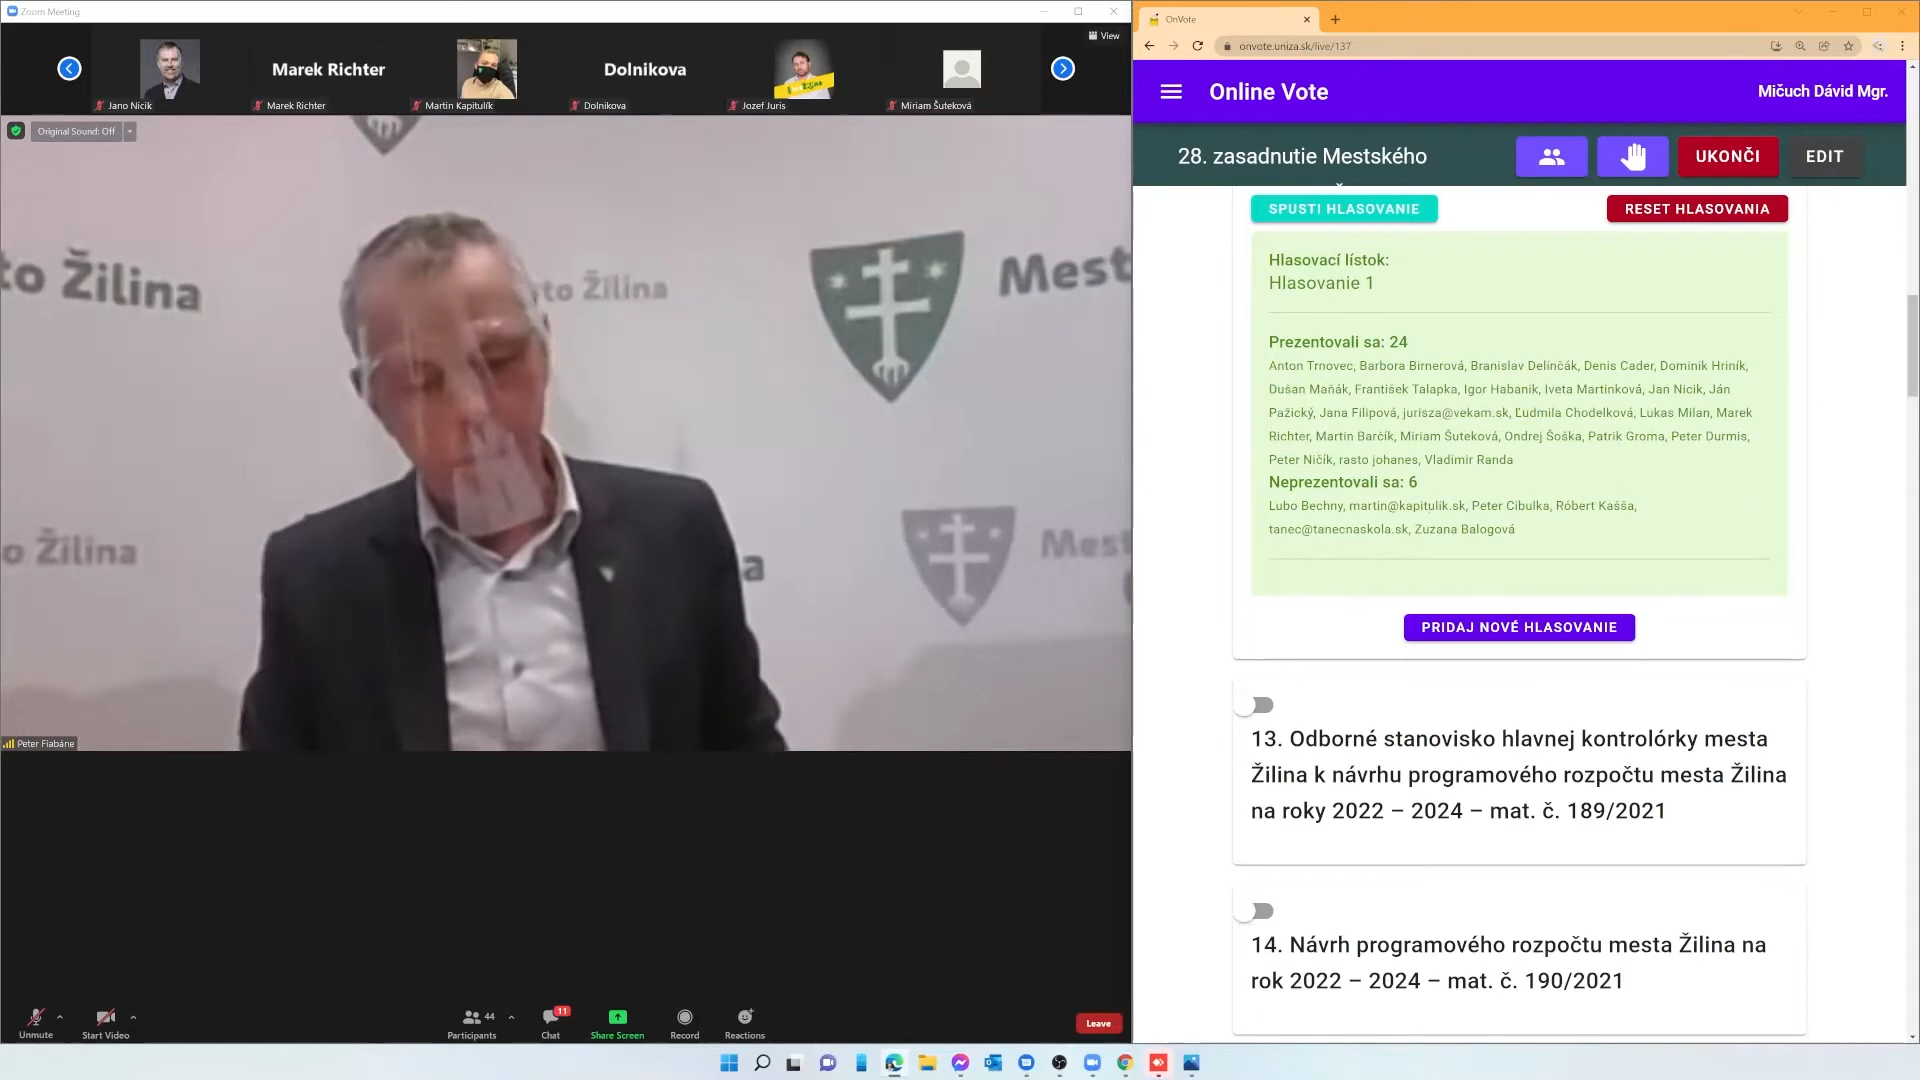 Zoom Meeting
View
Marek Richter
Dolnikova
Jano Nicik
Marek Richter
Martin Kapitulík
Dolnikova
Jozef Juris
Miriam Šuteková
Original Sound: Off
to Žilina
sto Žilina
Mest
o Žilina
Mest
a
Peter Fiabáne
Unmute
Start Video
44
Participants
11
Chat
Share Screen
Record
Reactions
Leave
OnVote
onvote.uniza.sk/live/137
Online Vote
Mičuch Dávid Mgr.
28. zasadnutie Mestského
UKONČI
EDIT
SPUSTI HLASOVANIE
RESET HLASOVANIA
Hlasovací lístok:
Hlasovanie 1
Prezentovali sa: 24
Anton Trnovec, Barbora Birnerová, Branislav Delinčák, Denis Cader, Dominik Hriník,
Dušan Maňák, František Talapka, Igor Habanik, Iveta Martinková, Jan Nicik, Ján
Pažický, Jana Filipová, jurisza@vekam.sk, Ľudmila Chodelková, Lukas Milan, Marek
Richter, Martin Barčík, Miriam Šuteková, Ondrej Šoška, Patrik Groma, Peter Durmis,
Peter Ničík, rasto johanes, Vladimir Randa
Neprezentovali sa: 6
Lubo Bechny, martin@kapitulik.sk, Peter Cibulka, Róbert Kašša,
tanec@tanecnaskola.sk, Zuzana Balogová
PRIDAJ NOVÉ HLASOVANIE
13. Odborné stanovisko hlavnej kontrolórky mesta
Žilina k návrhu programového rozpočtu mesta Žilina
na roky 2022 – 2024 – mat. č. 189/2021
14. Návrh programového rozpočtu mesta Žilina na
rok 2022 – 2024 – mat. č. 190/2021